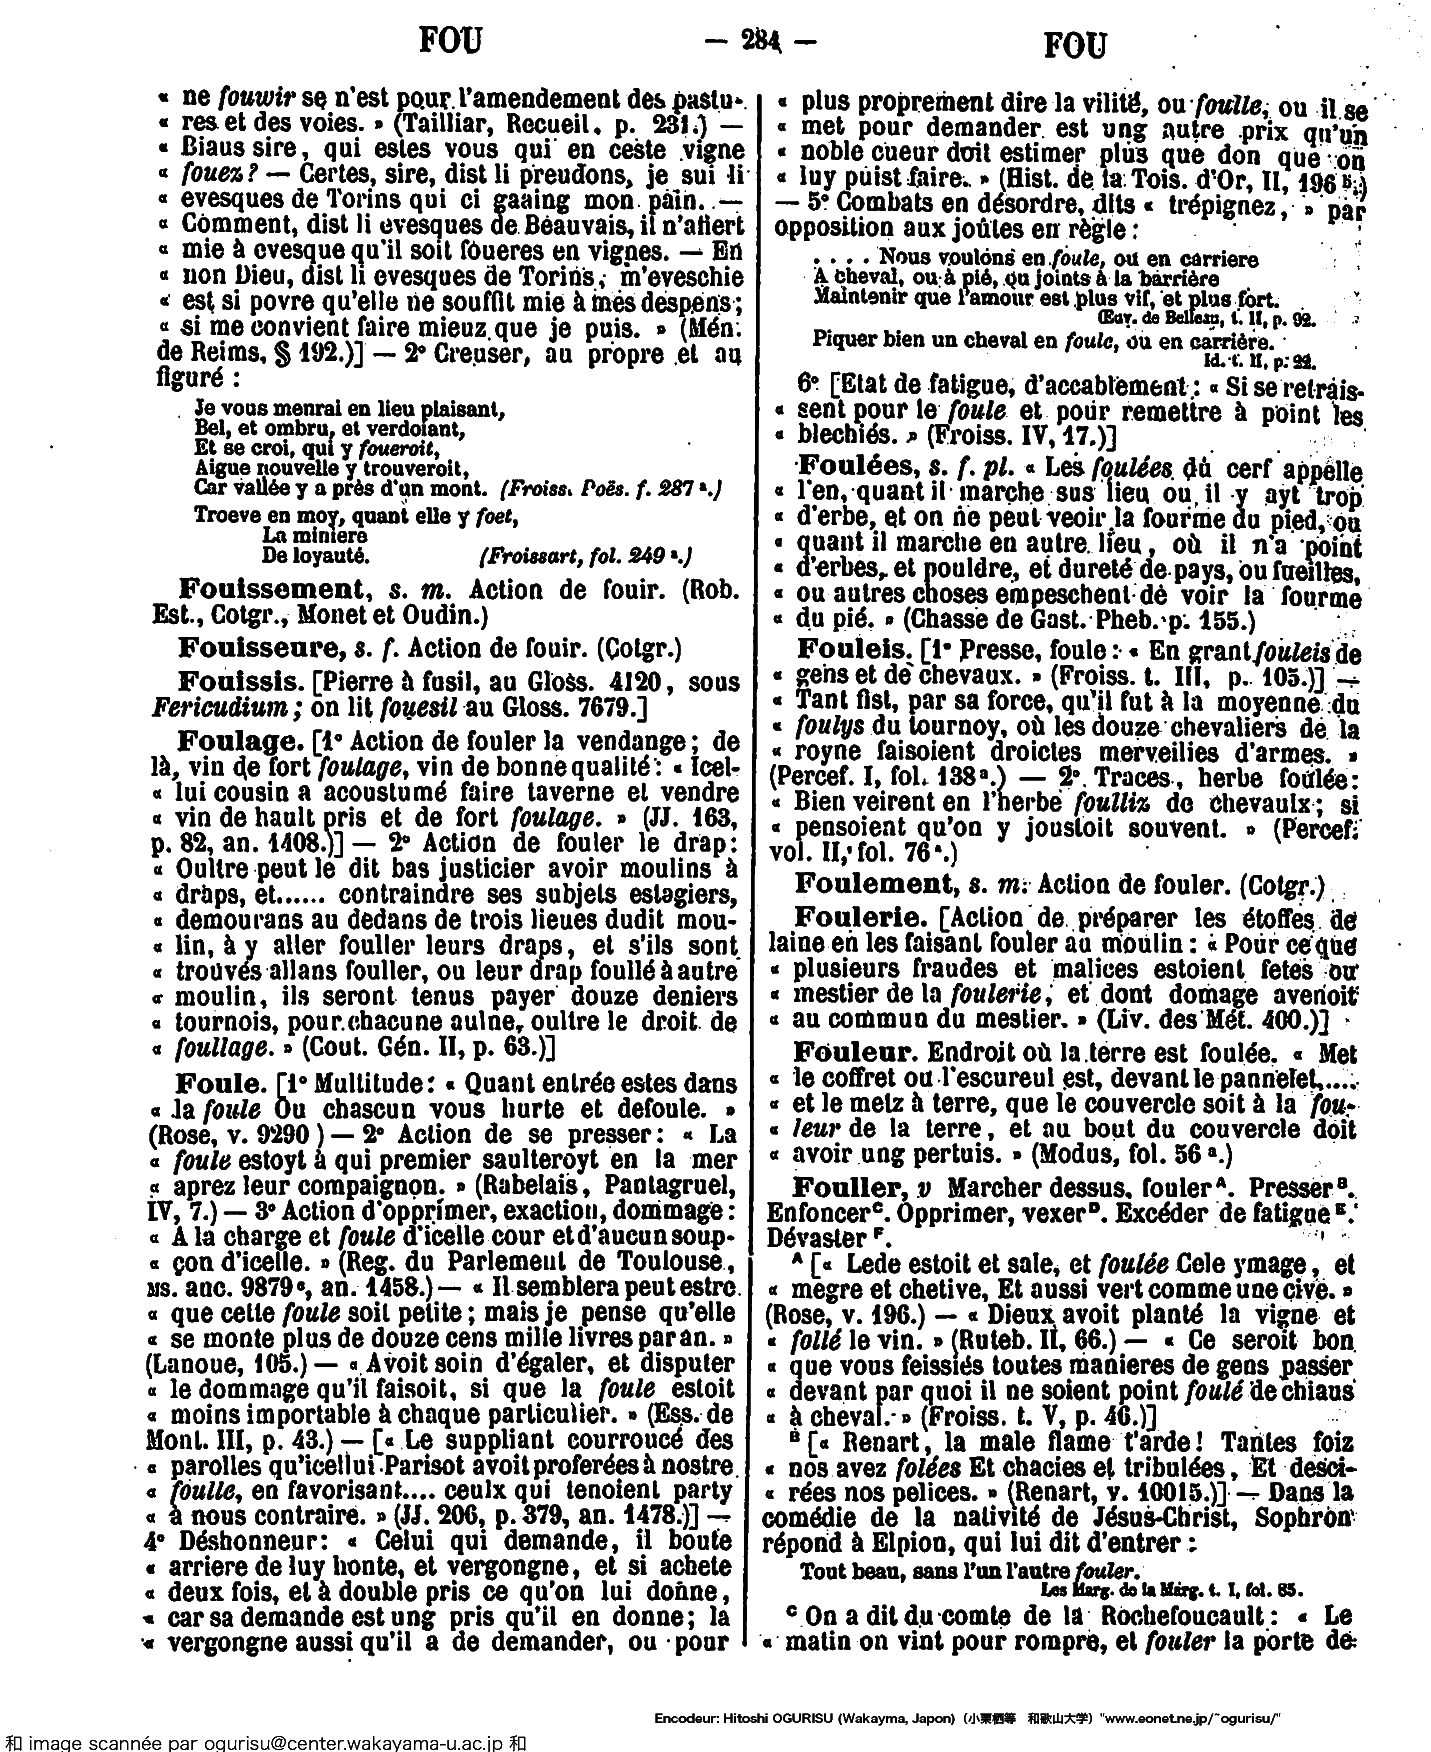 FOU — 284 — FOU
« ne fouwir se n'est pour l'amendement des pastu-
« res et des voies. » (Tailliar, Recueil. p. 231.) —
« Biaus sire, qui estes vous qui en ceste vigne
« fouez? — Certes, sire, dist li preudons, je sui li
« evesques de Torins qui ci gaaing mon pain. —
« Comment, dist li evesques de Beauvais, il n'afiert
« mie à evesque qu'il soit foueres en vignes. — En
« non Dieu, dist li evesques de Torins, m'eveschie
« est si povre qu'elle ne souffit mie à mes despens;
« si me convient faire mieuz que je puis. » (Mén.
de Reims, § 192.)] — 2° Creuser, au propre et au
figuré :
Je vous menrai en lieu plaisant,
Bel, et ombru, et verdoiant,
Et se croi, qui y foueroit,
Aigue nouvelle y trouveroit,
Car vallée y a près d'un mont. (Froiss. Poës. f. 287 a.)
Troeve en moy, quant elle y foet,
La miniere
De loyauté. (Froissart, fol. 249 a.)
Fouissement, s. m. Action de fouir. (Rob.
Est., Cotgr., Monet et Oudin.)
Fouisseure, s. f. Action de fouir. (Cotgr.)
Fouissis. [Pierre à fusil, au Gloss. 4120, sous
Fericudium; on lit fouesil au Gloss. 7679.]
Foulage. [1° Action de fouler la vendange; de
là, vin de fort foulage, vin de bonne qualité : « Icel-
« lui cousin a acoustumé faire taverne et vendre
« vin de hault pris et de fort foulage. » (JJ. 163,
p. 82, an. 1408.)] — 2° Action de fouler le drap :
« Oultre peut le dit bas justicier avoir moulins à
« draps, et...... contraindre ses subjets estagiers,
« demourans au dedans de trois lieues dudit mou-
« lin, à y aller fouller leurs draps, et s'ils sont
« trouvés allans fouller, ou leur drap foullé à autre
« moulin, ils seront tenus payer douze deniers
« tournois, pour chacune aulne, oultre le droit de
« foullage. » (Cout. Gén. II, p. 63.)]
Foule. [1° Multitude : « Quant entrée estes dans
« la foule Ou chascun vous hurte et defoule. »
(Rose, v. 9290) — 2° Action de se presser : « La
« foule estoyt à qui premier saulteroyt en la mer
« aprez leur compaignon. » (Rabelais, Pantagruel,
IV, 7.) — 3° Action d'opprimer, exaction, dommage :
« A la charge et foule d'icelle cour et d'aucun soup-
« çon d'icelle. » (Reg. du Parlement de Toulouse,
ms. anc. 9879 6, an. 1458.) — « Il semblera peut estre
« que cette foule soit petite; mais je pense qu'elle
« se monte plus de douze cens mille livres par an. »
(Lanoue, 105.) — « Avoit soin d'égaler, et disputer
« le dommage qu'il faisoit, si que la foule estoit
« moins importable à chaque particulier. » (Ess. de
Mont. III, p. 43.) — [« Le suppliant courroucé des
« parolles qu'icellui Parisot avoit proferées à nostre
« foulle, en favorisant.... ceulx qui tenoient party
« à nous contraire. » (JJ. 206, p. 379, an. 1478.)] —
4° Déshonneur : « Celui qui demande, il boute
« arriere de luy honte, et vergongne, et si achete
« deux fois, et à double pris ce qu'on lui donne,
« car sa demande est ung pris qu'il en donne; la
« vergongne aussi qu'il a de demander, ou pour
« plus proprement dire la vilité, ou foulle, ou il se
« met pour demander est ung autre prix qu'un
« noble cueur doit estimer plus que don que on
« luy puist faire. » (Hist. de la Tois. d'Or, II, 196 b.)
— 5° Combats en désordre, dits « trépignez, » par
opposition aux joûtes en règle :
.... Nous voulons en foule, ou en carriere
A cheval, ou à pié, ou joints à la barrière
Maintenir que l'amour est plus vif, et plus fort.
Œuv. de Belleau, t. II, p. 92.
Piquer bien un cheval en foule, ou en carrière.
Id. t. II, p. 22.
6° [Etat de fatigue, d'accablement : « Si se retrais-
« sent pour le foule et pour remettre à point les
« blechiés. » (Froiss. IV, 17.)]
Foulées, s. f. pl. « Les foulées du cerf appelle
« l'en, quant il marche sus lieu ou il y ayt trop
« d'erbe, et on ne peut veoir la fourme du pied, ou
« quant il marche en autre lieu, où il n'a point
« d'erbes, et pouldre, et dureté de pays, ou fueilles,
« ou autres choses empeschent de voir la fourme
« du pié. » (Chasse de Gast. Pheb. p. 155.)
Fouleis. [1° Presse, foule : « En grant fouleis de
« gens et de chevaux. » (Froiss. t. III, p. 105.)] —
« Tant fist, par sa force, qu'il fut à la moyenne du
« foulys du tournoy, où les douze chevaliers de la
« royne faisoient droictes merveilies d'armes. »
(Percef. I, fol. 138 a.) — 2° Traces, herbe foulée :
« Bien veirent en l'herbe foulliz de chevaulx; si
« pensoient qu'on y joustoit souvent. » (Percef.
vol. II, fol. 76 a.)
Foulement, s. m. Action de fouler. (Cotgr.)
Foulerie. [Action de préparer les étoffes de
laine en les faisant fouler au moulin : « Pour ce que
« plusieurs fraudes et malices estoient fetes ou
« mestier de la foulerie, et dont domage avenoit
« au commun du mestier. » (Liv. des Mét. 400.)]
Fouleur. Endroit où la terre est foulée. « Met
« le coffret ou l'escureul est, devant le pannelet,....
« et le metz à terre, que le couvercle soit à la fou-
« leur de la terre, et au bout du couvercle doit
« avoir ung pertuis. » (Modus, fol. 56 a.)
Fouller, v Marcher dessus, fouler A. Presser B.
Enfoncer C. Opprimer, vexer D. Excéder de fatigue E.
Dévaster F.
A [« Lede estoit et sale, et foulée Cele ymage, et
« megre et chetive, Et aussi vert comme une cive. »
(Rose, v. 196.) — « Dieux avoit planté la vigne et
« follé le vin. » (Ruteb. II, 66.) — « Ce seroit bon
« que vous feissiés toutes manieres de gens passer
« devant par quoi il ne soient point foulé de chiaus
« à cheval. » (Froiss. t. V, p. 46.)]
B [« Renart, la male flame t'arde! Tantes foiz
« nos avez folées Et chacies et tribulées, Et desci-
« rées nos pelices. » (Renart, v. 10015.)] — Dans la
comédie de la nativité de Jésus-Christ, Sophron
répond à Elpion, qui lui dit d'entrer :
Tout beau, sans l'un l'autre fouler.
Les Marg. de la Marg. t. I, fol. 85.
C On a dit du comte de la Rochefoucault : « Le
« matin on vint pour rompre, et fouler la porte de
Encodeur: Hitoshi OGURISU (Wakayma, Japon) (小栗栖等 和歌山大学) "www.eonet.ne.jp/~ogurisu/"
和 image scannée par ogurisu@center.wakayama-u.ac.jp 和